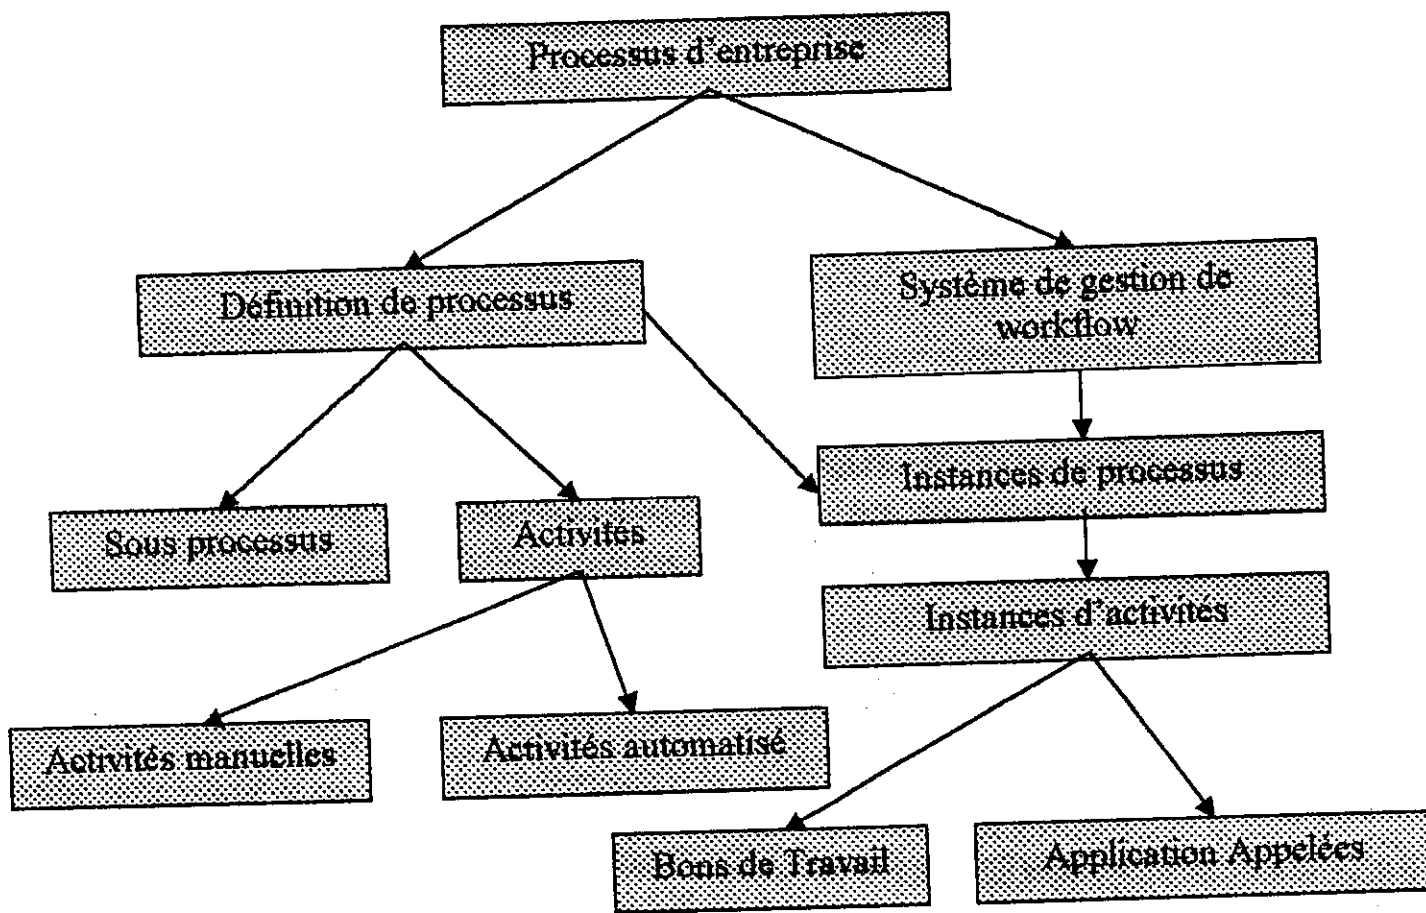 Processus d'entreprise
Définition de processus
Système de gestion de
workflow
Instances de processus
Sous processus
Activités
Instances d'activités
Activités manuelles
Activités automatisé
Bons de Travail
Application Appelées